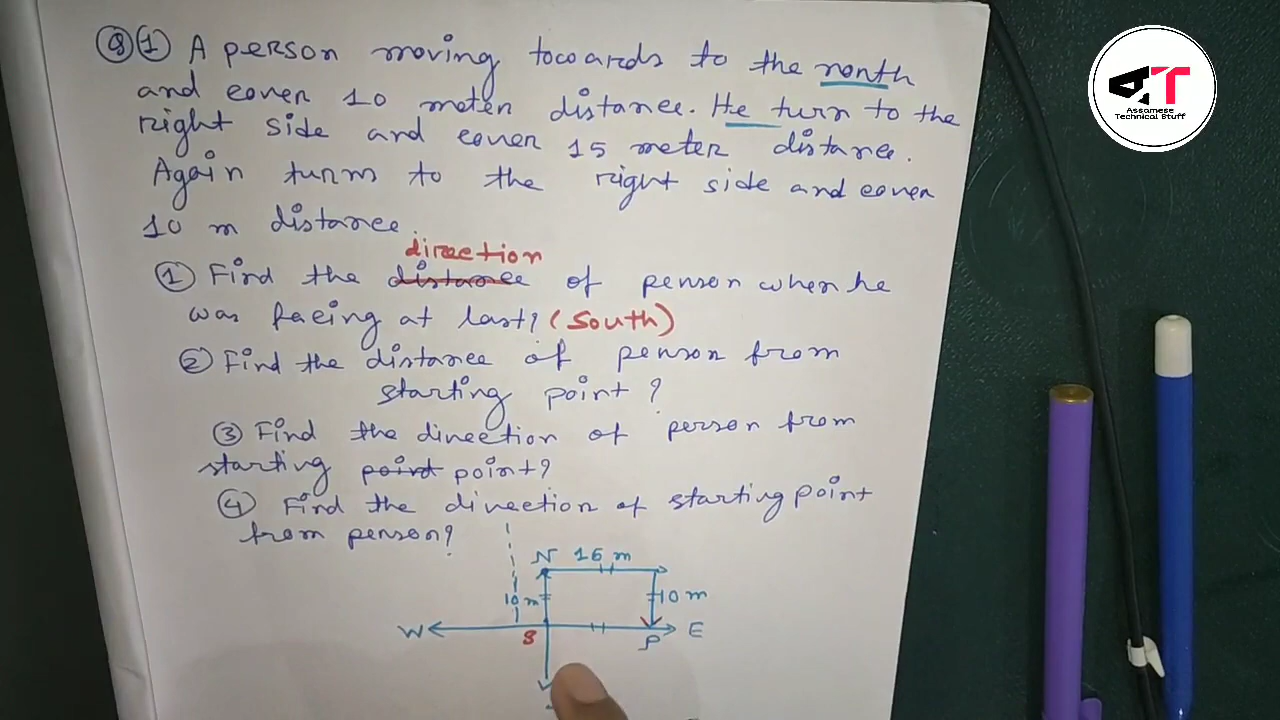 Q 1 A person moving towards to the north
and cover 10 meter distance. He turn to the
right side and cover 15 meter distance.
Again turns to the right side and cover
10 m distance.
direction
1 Find the distance of person when he
was facing at last? (South)
2 Find the distance of person from
starting point ?
3 Find the direction of person from
starting point point?
4 Find the direction of starting point
from person?
N 15 m
10 m 10 m
W S P E
AT
Assamese
Technical Stuff